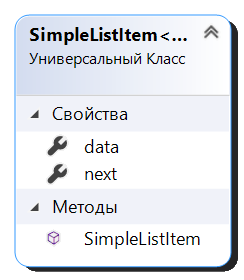 SimpleListItem<...
Универсальный Класс
Свойства
data
next
Методы
SimpleListItem